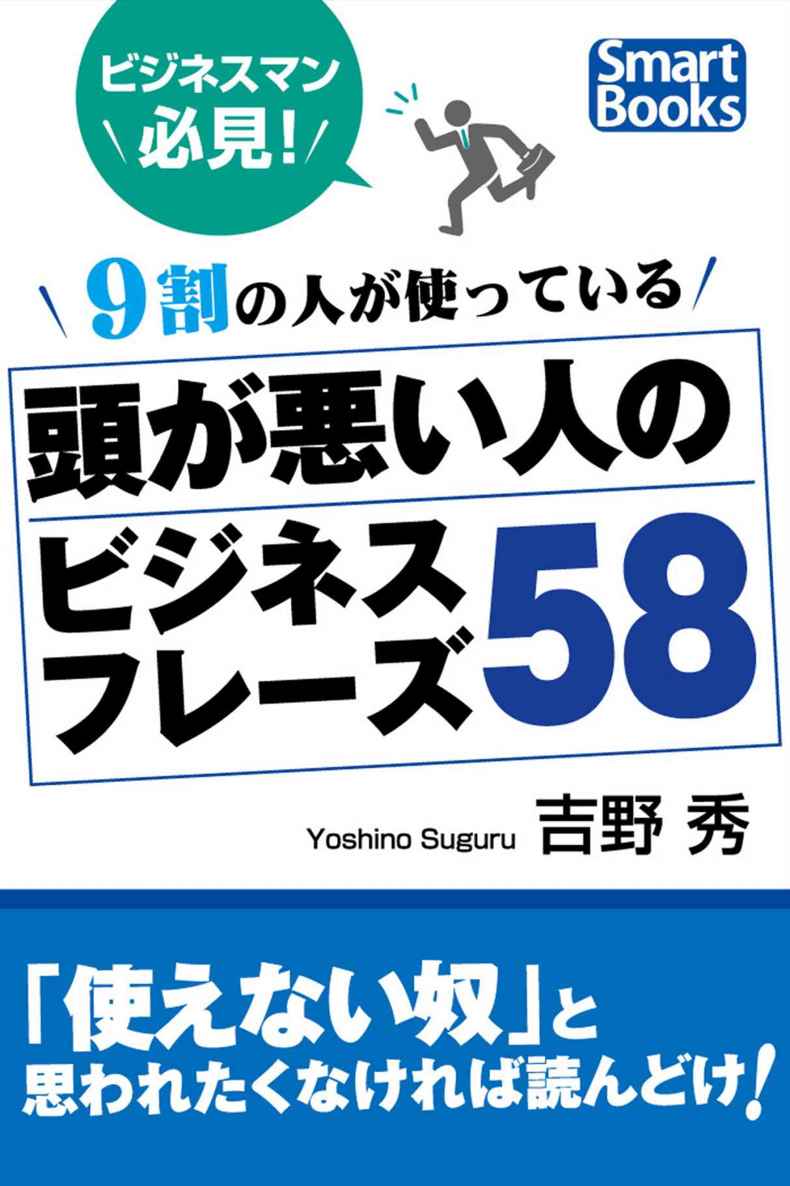 ビジネスマン
必見！
Smart
Books
9割の人が使っている
頭が悪い人の
ビジネス
フレーズ
58
Yoshino Suguru 吉野 秀
「使えない奴」と
思われたくなければ読んどけ！